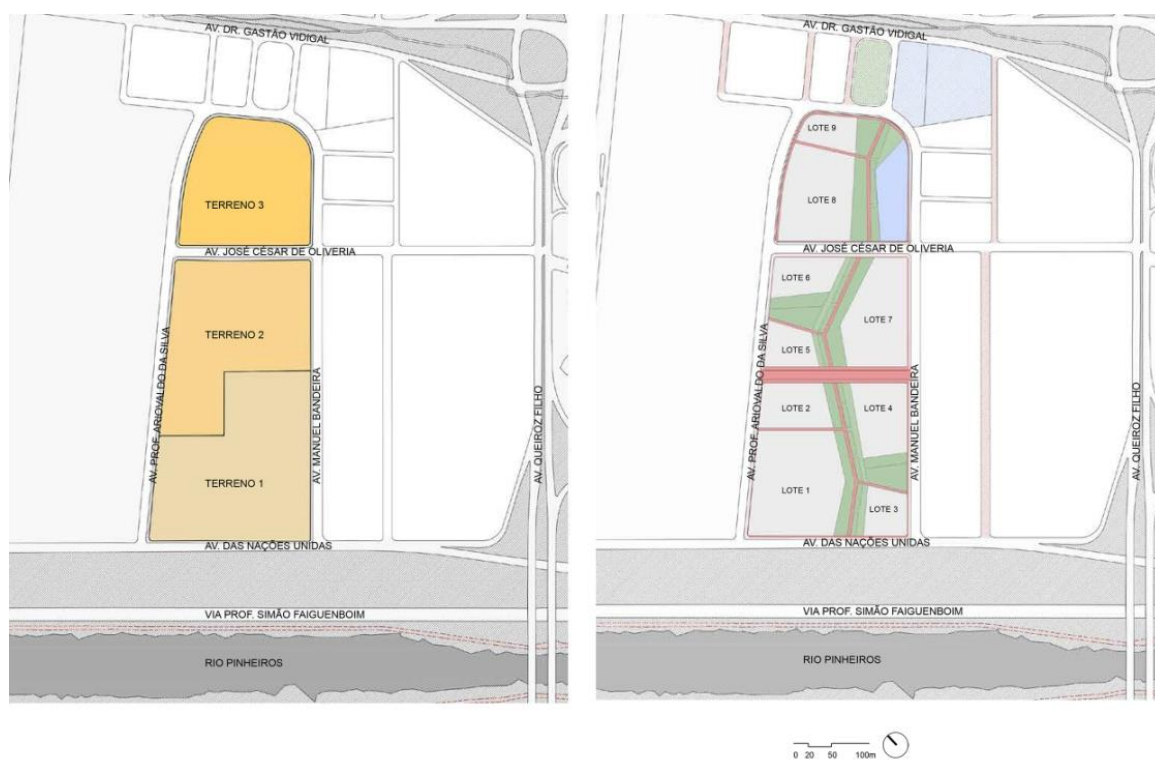 AV. DR. GASTÃO VIDIGAL
TERRENO 3
AV. JOSÉ CÉSAR DE OLIVERIA
TERRENO 2
AV. PROF. ARIOVALDO DA SILVA
AV. MANUEL BANDEIRA
AV. QUEIROZ FILHO
TERRENO 1
AV. DAS NAÇÕES UNIDAS
VIA PROF. SIMÃO FAIGUENBOIM
RIO PINHEIROS
AV. DR. GASTÃO VIDIGAL
LOTE 9
LOTE 8
AV. JOSÉ CÉSAR DE OLIVERIA
LOTE 6
LOTE 7
LOTE 5
AV. PROF. ARIOVALDO DA SILVA
AV. MANUEL BANDEIRA
AV. QUEIROZ FILHO
LOTE 2
LOTE 4
LOTE 1
LOTE 3
AV. DAS NAÇÕES UNIDAS
VIA PROF. SIMÃO FAIGUENBOIM
RIO PINHEIROS
0 20 50 100m